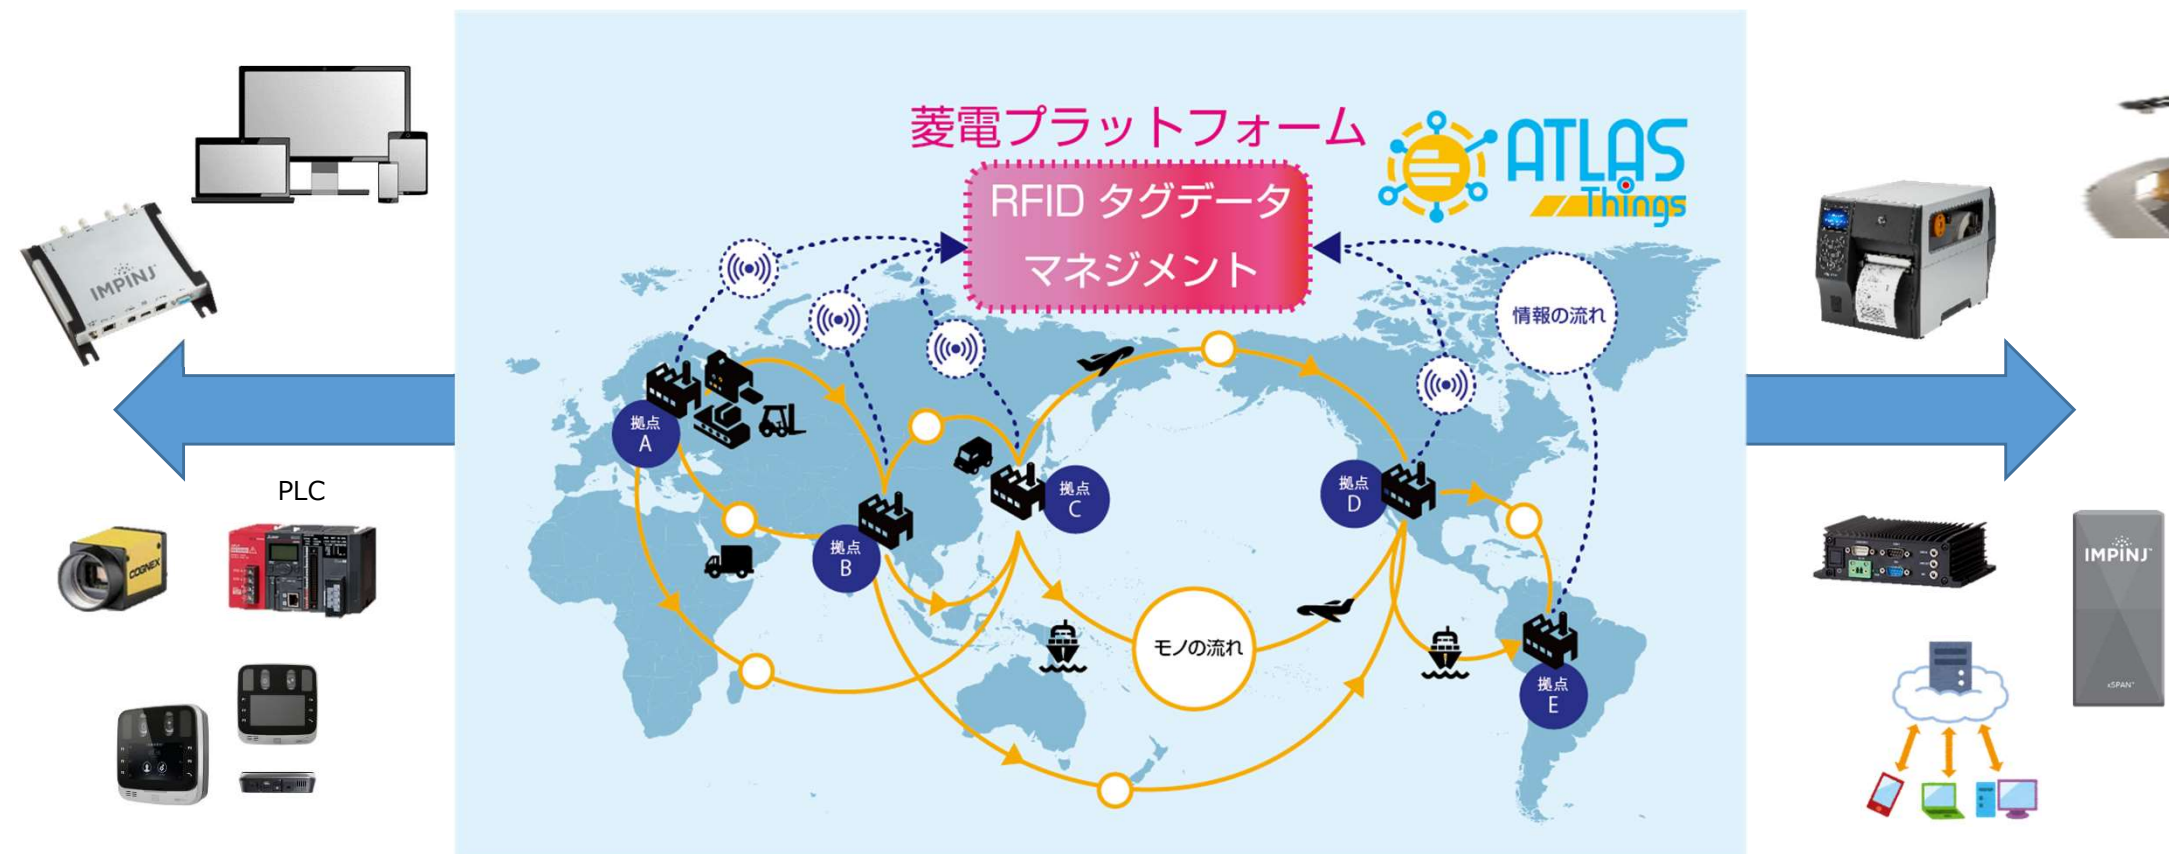 菱電プラットフォーム
ATLAS
Things
RFID タグデータ
マネジメント
IMPINJ
情報の流れ
拠点
A
PLC
拠点
B
拠点
C
拠点
D
モノの流れ
拠点
E
COGNEX
IMPINJ
xSPAN